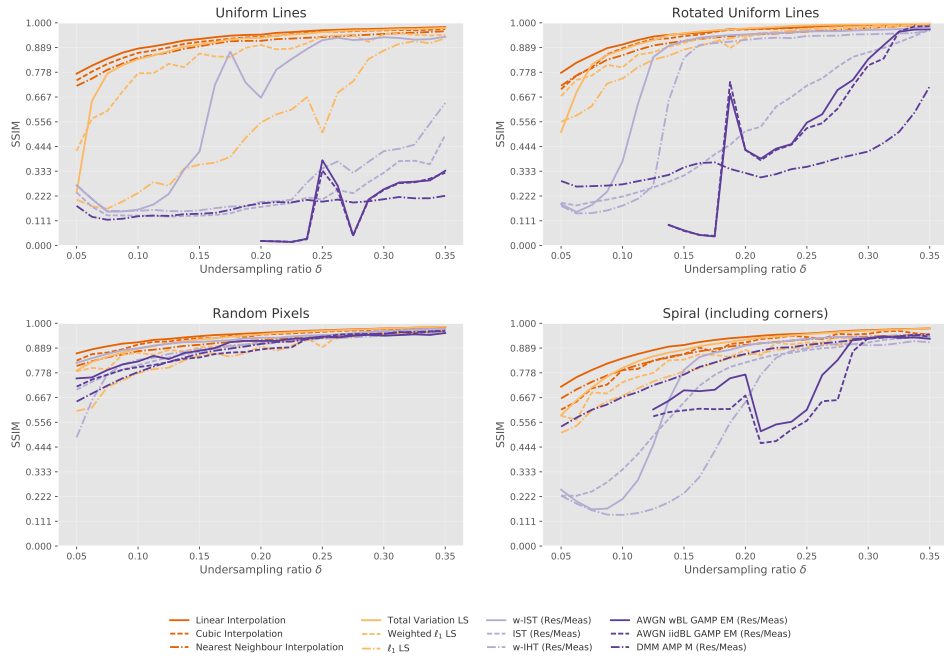 Uniform Lines
Rotated Uniform Lines
1.000
0.889
0.778
0.667
0.556
0.444
0.333
0.222
0.111
0.000
SSIM
0.05 0.10 0.15 0.20 0.25 0.30 0.35
Undersampling ratio δ
1.000
0.889
0.778
0.667
0.556
0.444
0.333
0.222
0.111
0.000
SSIM
0.05 0.10 0.15 0.20 0.25 0.30 0.35
Undersampling ratio δ
Random Pixels
Spiral (including corners)
1.000
0.889
0.778
0.667
0.556
0.444
0.333
0.222
0.111
0.000
SSIM
0.05 0.10 0.15 0.20 0.25 0.30 0.35
Undersampling ratio δ
1.000
0.889
0.778
0.667
0.556
0.444
0.333
0.222
0.111
0.000
SSIM
0.05 0.10 0.15 0.20 0.25 0.30 0.35
Undersampling ratio δ
Linear Interpolation
Cubic Interpolation
Nearest Neighbour Interpolation
Total Variation LS
Weighted ℓ₁ LS
ℓ₁ LS
w-IST (Res/Meas)
IST (Res/Meas)
w-IHT (Res/Meas)
AWGN wBL GAMP EM (Res/Meas)
AWGN iidBL GAMP EM (Res/Meas)
DMM AMP M (Res/Meas)